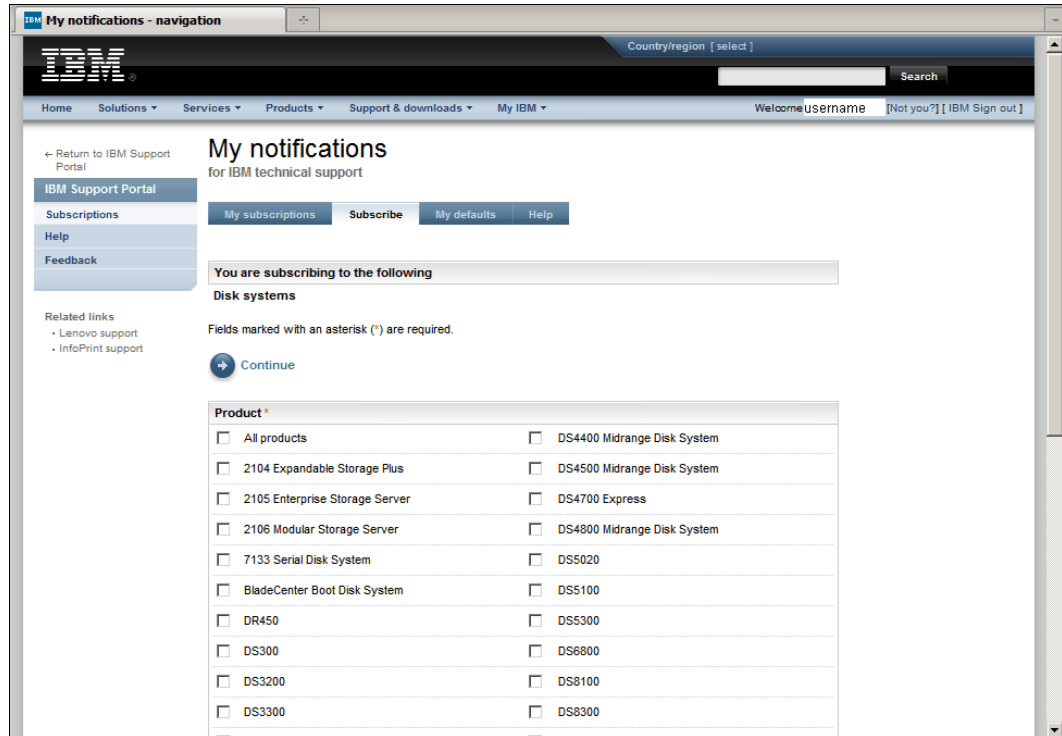 IBM My notifications - navigation
Country/region [ select ]
IBM®
Search
Home Solutions Services Products Support & downloads My IBM Welcome username [Not you?] [ IBM Sign out ]
← Return to IBM Support Portal
IBM Support Portal
Subscriptions
Help
Feedback
Related links
• Lenovo support
• InfoPrint support
My notifications
for IBM technical support
My subscriptions Subscribe My defaults Help
You are subscribing to the following
Disk systems
Fields marked with an asterisk (*) are required.
Continue
Product *
All products DS4400 Midrange Disk System
2104 Expandable Storage Plus DS4500 Midrange Disk System
2105 Enterprise Storage Server DS4700 Express
2106 Modular Storage Server DS4800 Midrange Disk System
7133 Serial Disk System DS5020
BladeCenter Boot Disk System DS5100
DR450 DS5300
DS300 DS6800
DS3200 DS8100
DS3300 DS8300